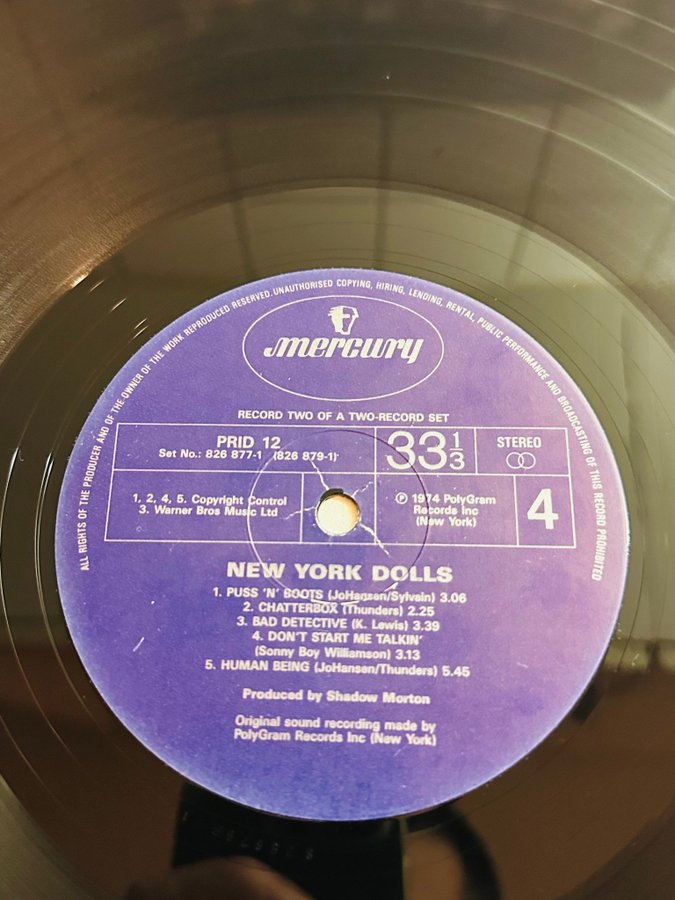 ALL RIGHTS OF THE PRODUCER AND OF THE OWNER OF THE WORK REPRODUCED RESERVED. UNAUTHORISED COPYING, HIRING, LENDING, RENTAL, PUBLIC PERFORMANCE AND BROADCASTING OF THIS RECORD PROHIBITED
mercury
RECORD TWO OF A TWO-RECORD SET
PRID 12
Set No.: 826 877-1 (826 879-1)
33 1/3
STEREO
1, 2, 4, 5. Copyright Control
3. Warner Bros Music Ltd
℗ 1974 PolyGram
Records Inc
(New York)
4
NEW YORK DOLLS
1. PUSS 'N' BOOTS (JoHansen/Sylvain) 3.06
2. CHATTERBOX (Thunders) 2.25
3. BAD DETECTIVE (K. Lewis) 3.39
4. DON'T START ME TALKIN'
(Sonny Boy Williamson) 3.13
5. HUMAN BEING (JoHansen/Thunders) 5.45
Produced by Shadow Morton
Original sound recording made by
PolyGram Records Inc (New York)